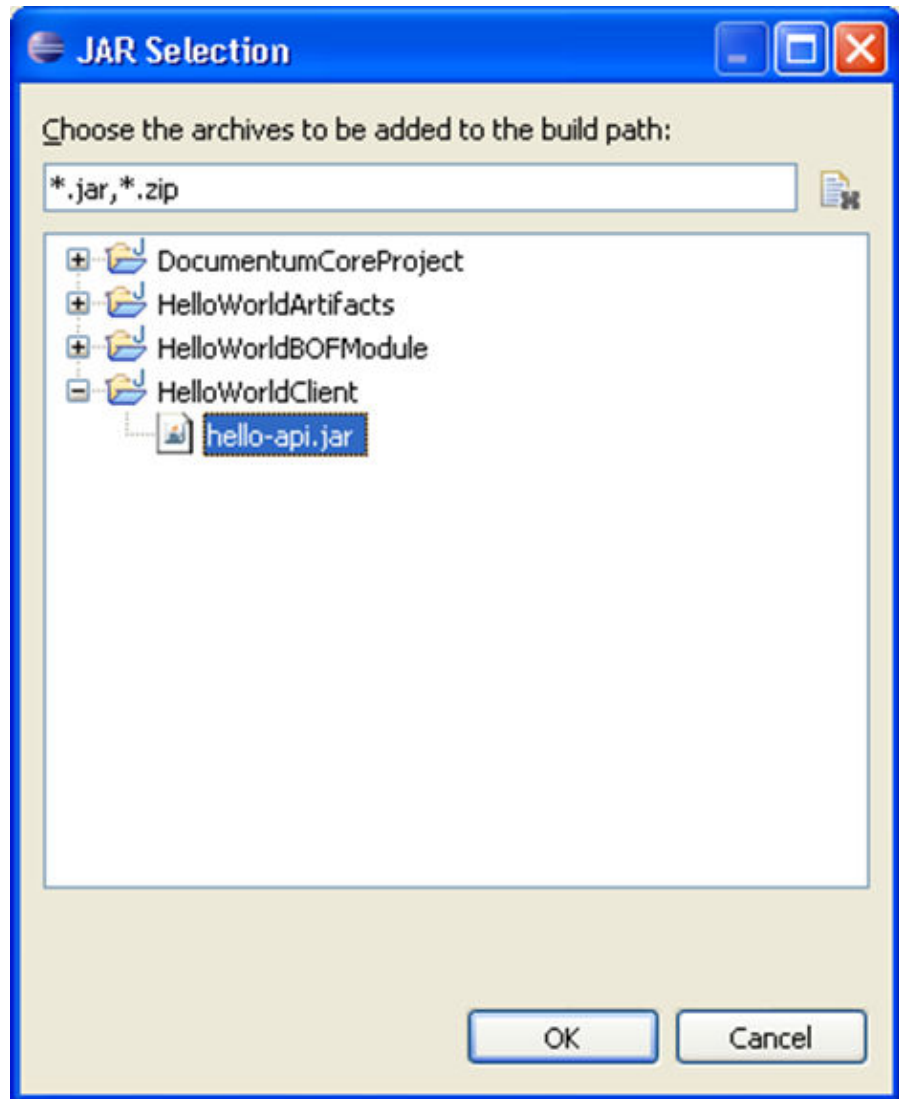 JAR Selection
Choose the archives to be added to the build path:
*.jar,*.zip
DocumentumCoreProject
HelloWorldArtifacts
HelloWorldBOFModule
HelloWorldClient
hello-api.jar
OK
Cancel